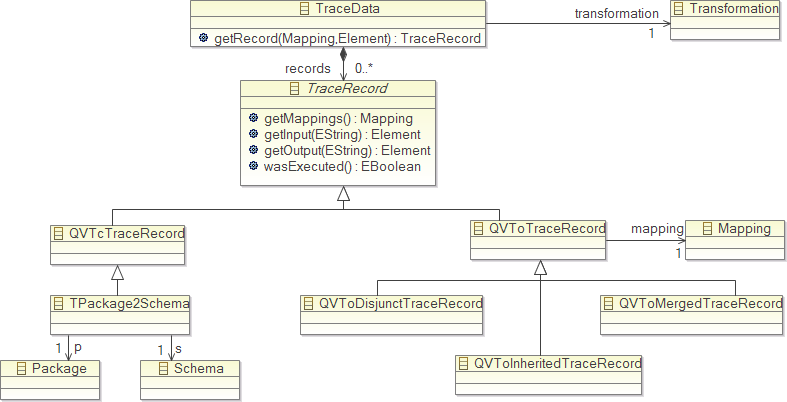 TraceData
getRecord(Mapping,Element) : TraceRecord
transformation
1
Transformation
records
0..*
TraceRecord
getMappings() : Mapping
getInput(EString) : Element
getOutput(EString) : Element
wasExecuted() : EBoolean
QVTcTraceRecord
QVToTraceRecord
mapping
1
Mapping
TPackage2Schema
QVToDisjunctTraceRecord
QVToMergedTraceRecord
1
p
1
s
Package
Schema
QVToInheritedTraceRecord